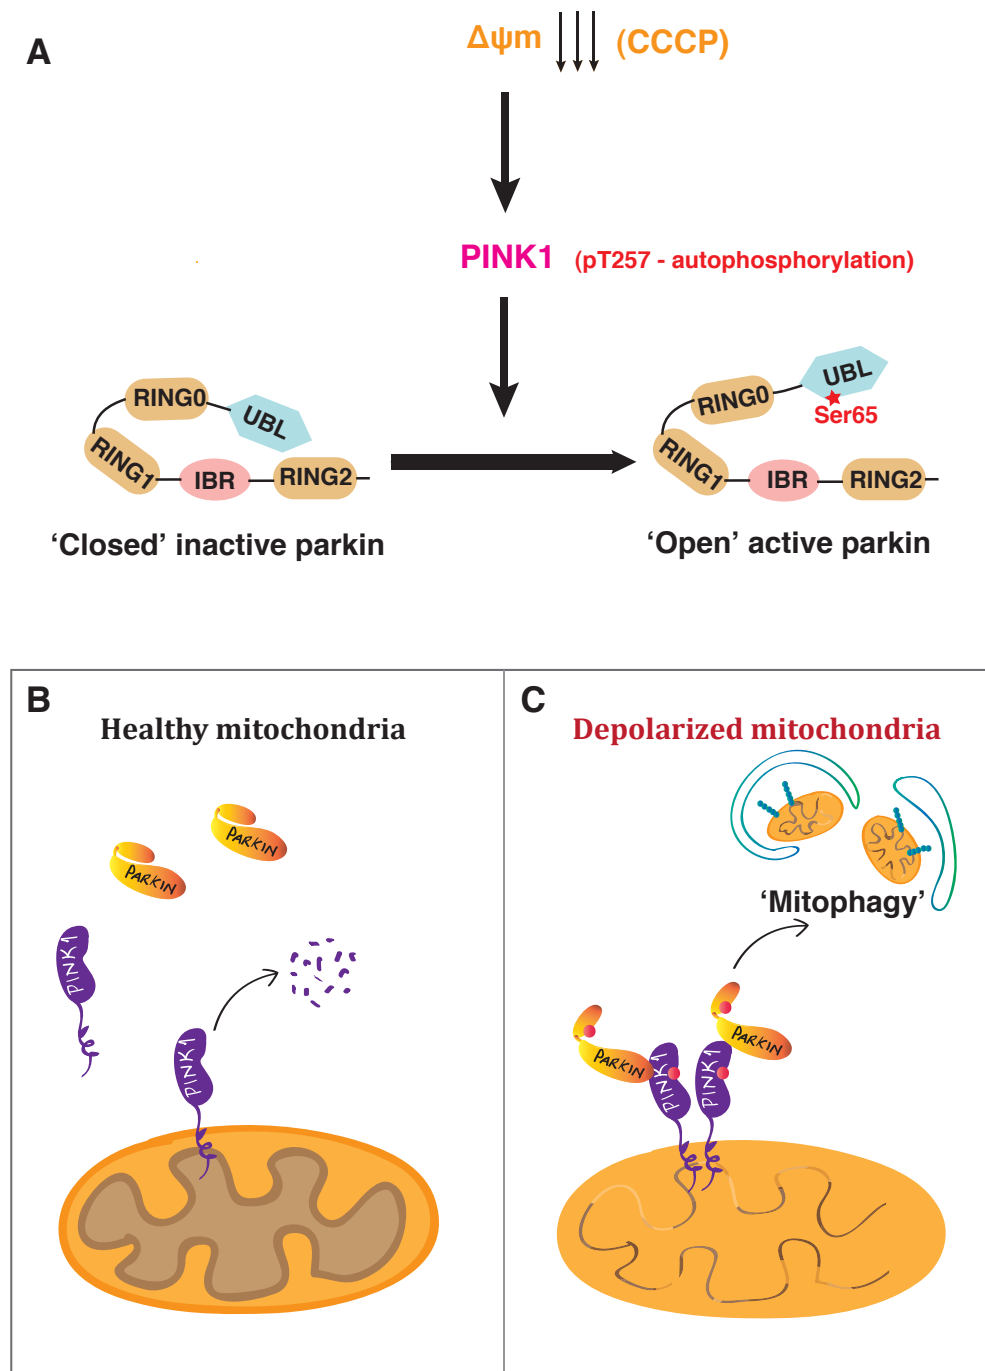 A
Δψm (CCCP)
PINK1 (pT257 - autophosphorylation)
RING0
UBL
RING1
IBR
RING2
'Closed' inactive parkin
RING0
UBL
Ser65
RING1
IBR
RING2
'Open' active parkin
B
Healthy mitochondria
PARKIN
PARKIN
PINK1
PINK1
C
Depolarized mitochondria
'Mitophagy'
PARKIN
PARKIN
PINK1
PINK1